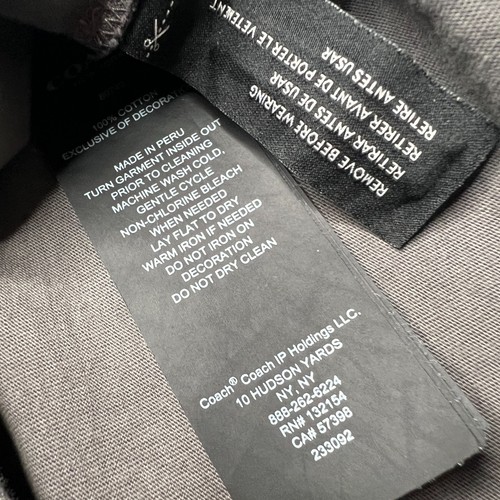 COACH
100% COTTON
EXCLUSIVE OF DECORATION
MADE IN PERU
TURN GARMENT INSIDE OUT
PRIOR TO CLEANING
MACHINE WASH COLD,
GENTLE CYCLE
NON-CHLORINE BLEACH
WHEN NEEDED
LAY FLAT TO DRY
WARM IRON IF NEEDED
DO NOT IRON ON
DECORATION
DO NOT DRY CLEAN
Coach® Coach IP Holdings LLC.
10 HUDSON YARDS
NY, NY
888-262-6224
RN# 132154
CA# 57398
233092
REMOVE BEFORE WEARING
RETIRAR ANTES DE USAR
RETIRER AVANT DE PORTER LE VETEMENT
RETIRE ANTES USAR